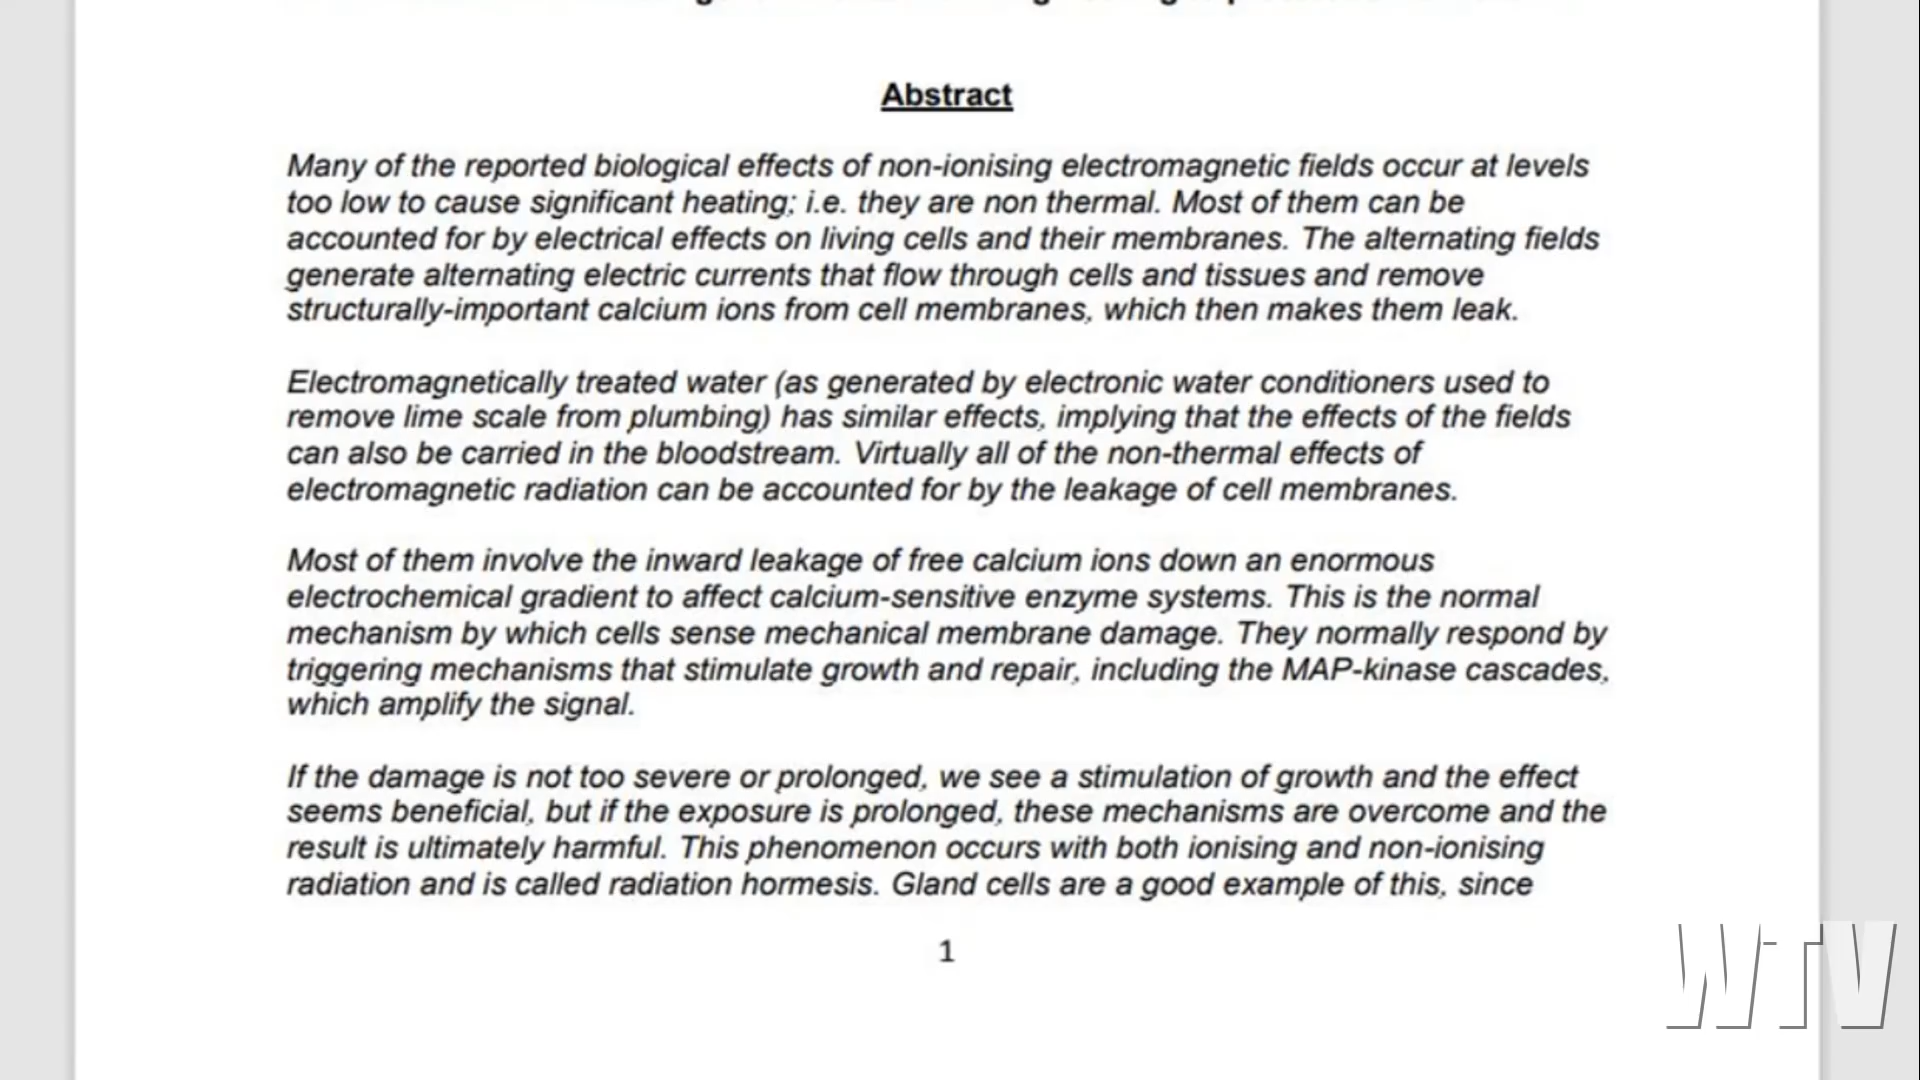 Abstract
Many of the reported biological effects of non-ionising electromagnetic fields occur at levels
too low to cause significant heating; i.e. they are non thermal. Most of them can be
accounted for by electrical effects on living cells and their membranes. The alternating fields
generate alternating electric currents that flow through cells and tissues and remove
structurally-important calcium ions from cell membranes, which then makes them leak.
Electromagnetically treated water (as generated by electronic water conditioners used to
remove lime scale from plumbing) has similar effects, implying that the effects of the fields
can also be carried in the bloodstream. Virtually all of the non-thermal effects of
electromagnetic radiation can be accounted for by the leakage of cell membranes.
Most of them involve the inward leakage of free calcium ions down an enormous
electrochemical gradient to affect calcium-sensitive enzyme systems. This is the normal
mechanism by which cells sense mechanical membrane damage. They normally respond by
triggering mechanisms that stimulate growth and repair, including the MAP-kinase cascades,
which amplify the signal.
If the damage is not too severe or prolonged, we see a stimulation of growth and the effect
seems beneficial, but if the exposure is prolonged, these mechanisms are overcome and the
result is ultimately harmful. This phenomenon occurs with both ionising and non-ionising
radiation and is called radiation hormesis. Gland cells are a good example of this, since
1
WTV